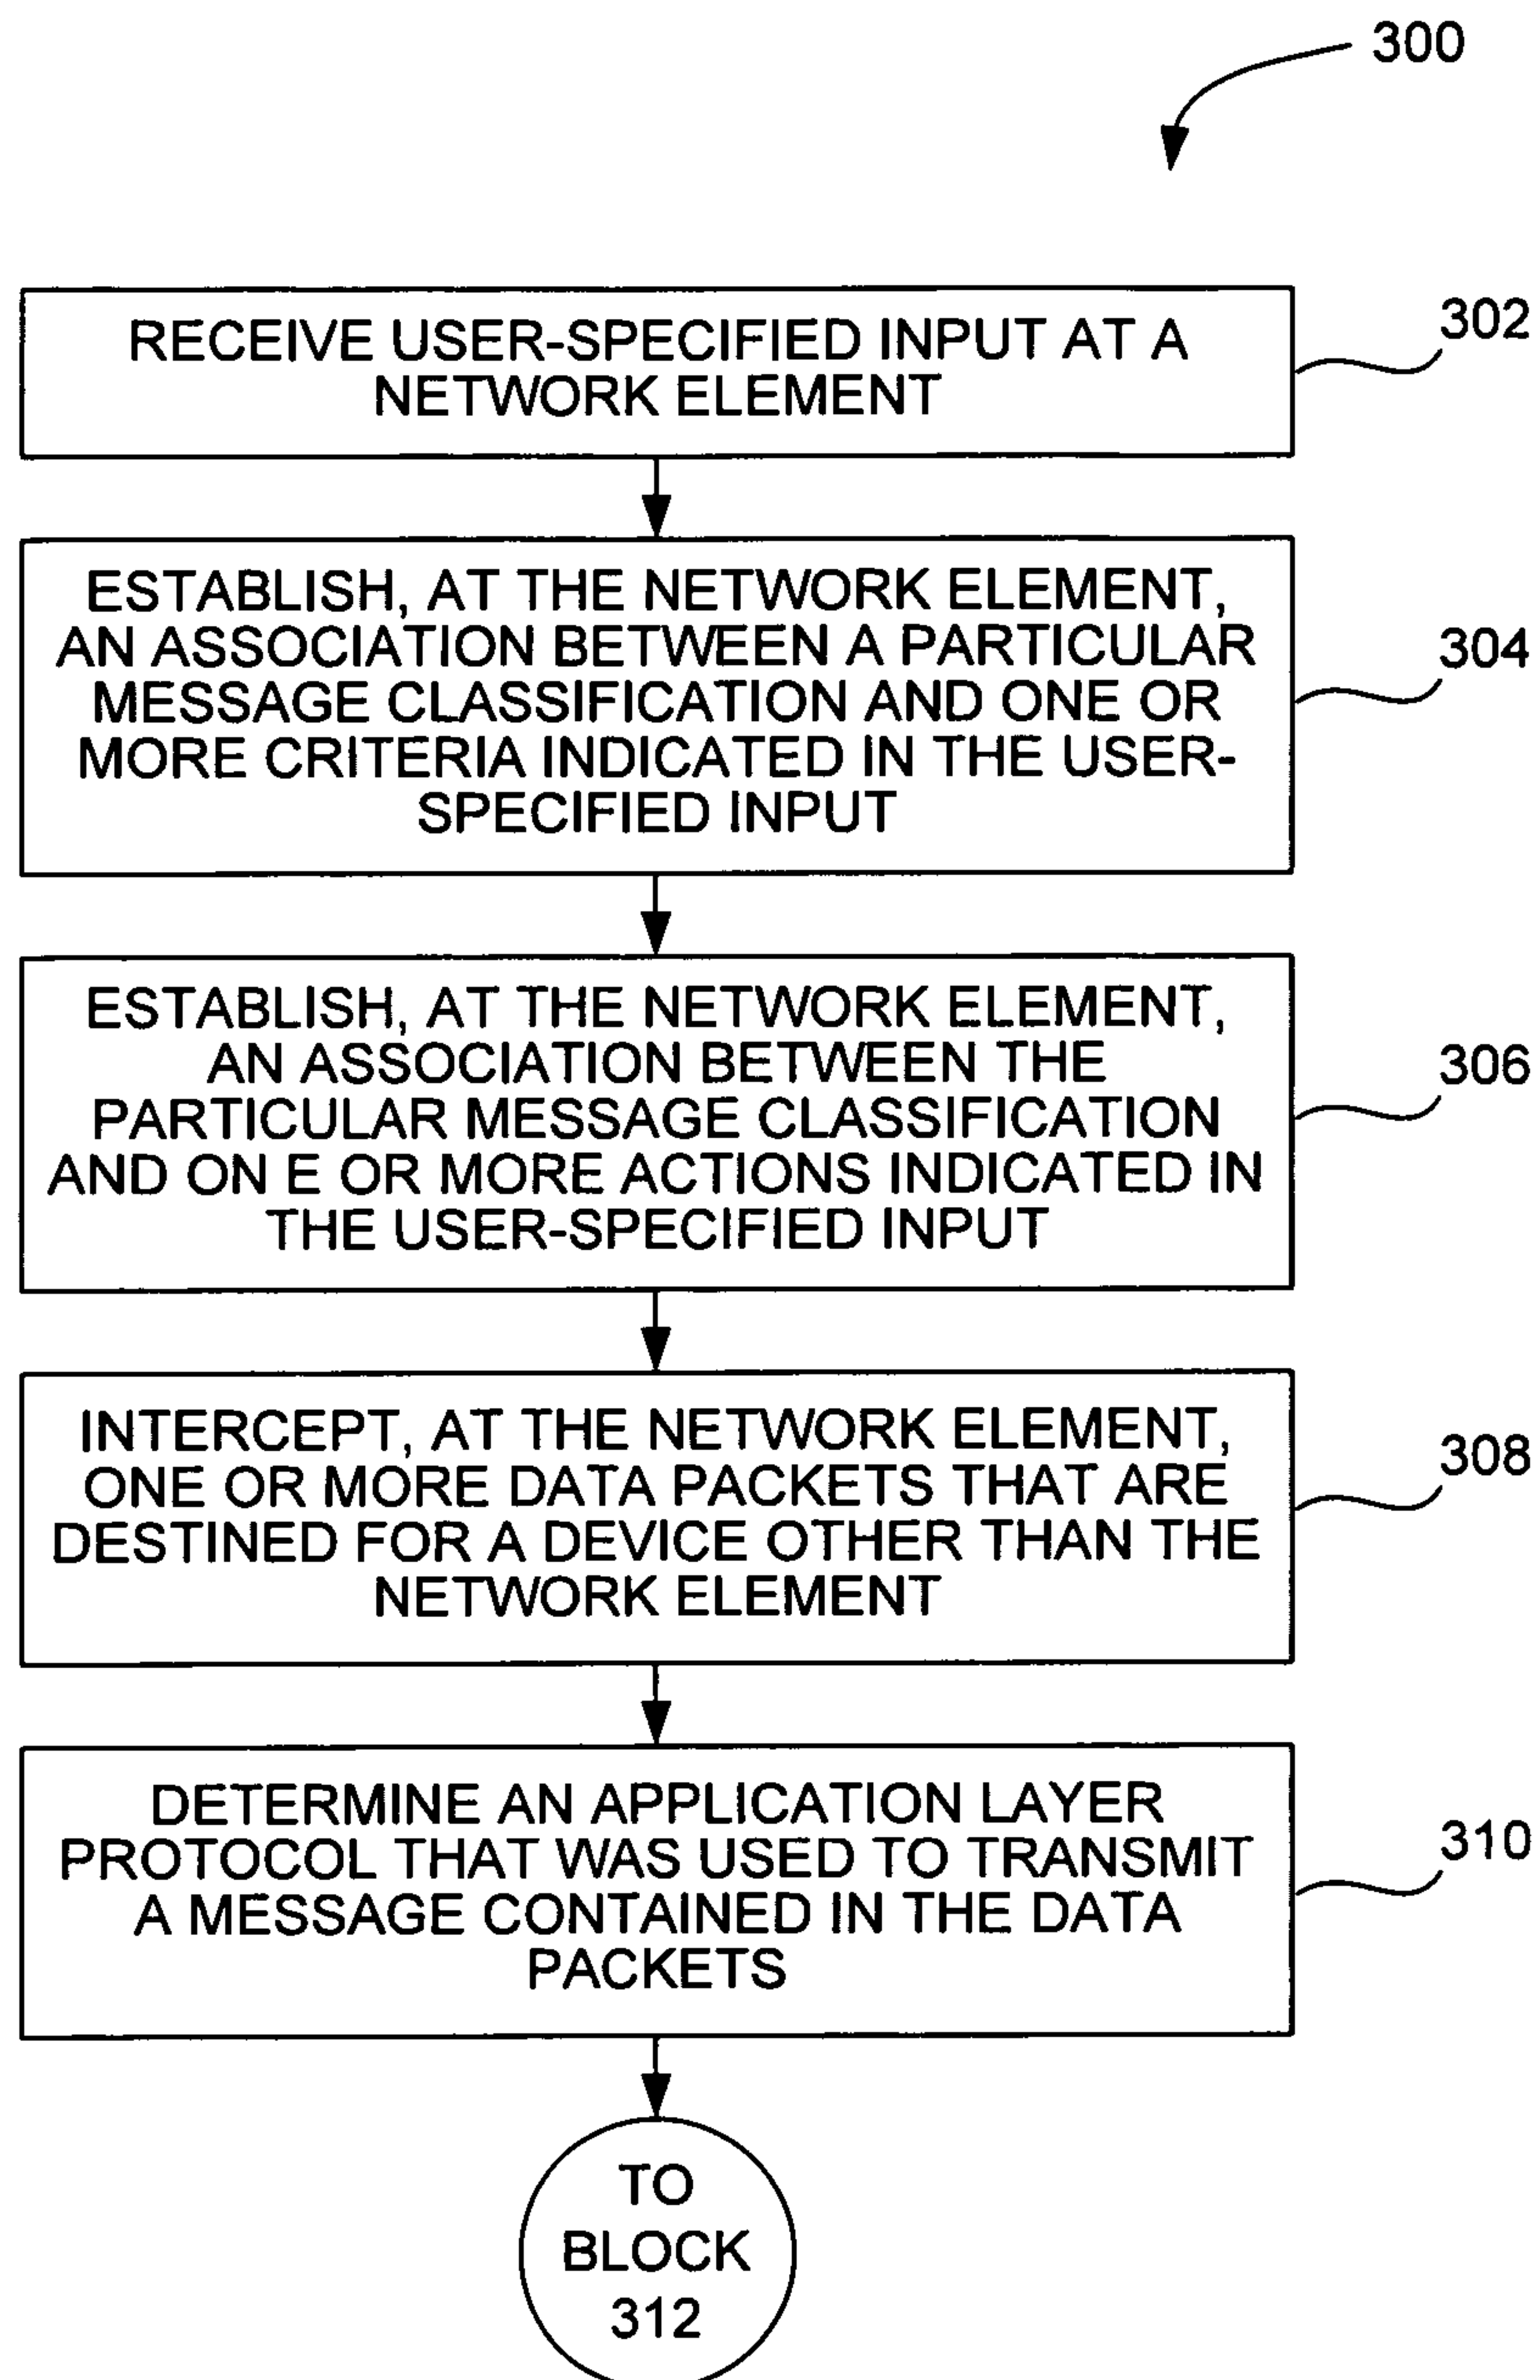 300
RECEIVE USER-SPECIFIED INPUT AT A
NETWORK ELEMENT
302
ESTABLISH, AT THE NETWORK ELEMENT,
AN ASSOCIATION BETWEEN A PARTICULAR
MESSAGE CLASSIFICATION AND ONE OR
MORE CRITERIA INDICATED IN THE USER-
SPECIFIED INPUT
304
ESTABLISH, AT THE NETWORK ELEMENT,
AN ASSOCIATION BETWEEN THE
PARTICULAR MESSAGE CLASSIFICATION
AND ON E OR MORE ACTIONS INDICATED IN
THE USER-SPECIFIED INPUT
306
INTERCEPT, AT THE NETWORK ELEMENT,
ONE OR MORE DATA PACKETS THAT ARE
DESTINED FOR A DEVICE OTHER THAN THE
NETWORK ELEMENT
308
DETERMINE AN APPLICATION LAYER
PROTOCOL THAT WAS USED TO TRANSMIT
A MESSAGE CONTAINED IN THE DATA
PACKETS
310
TO
BLOCK
312